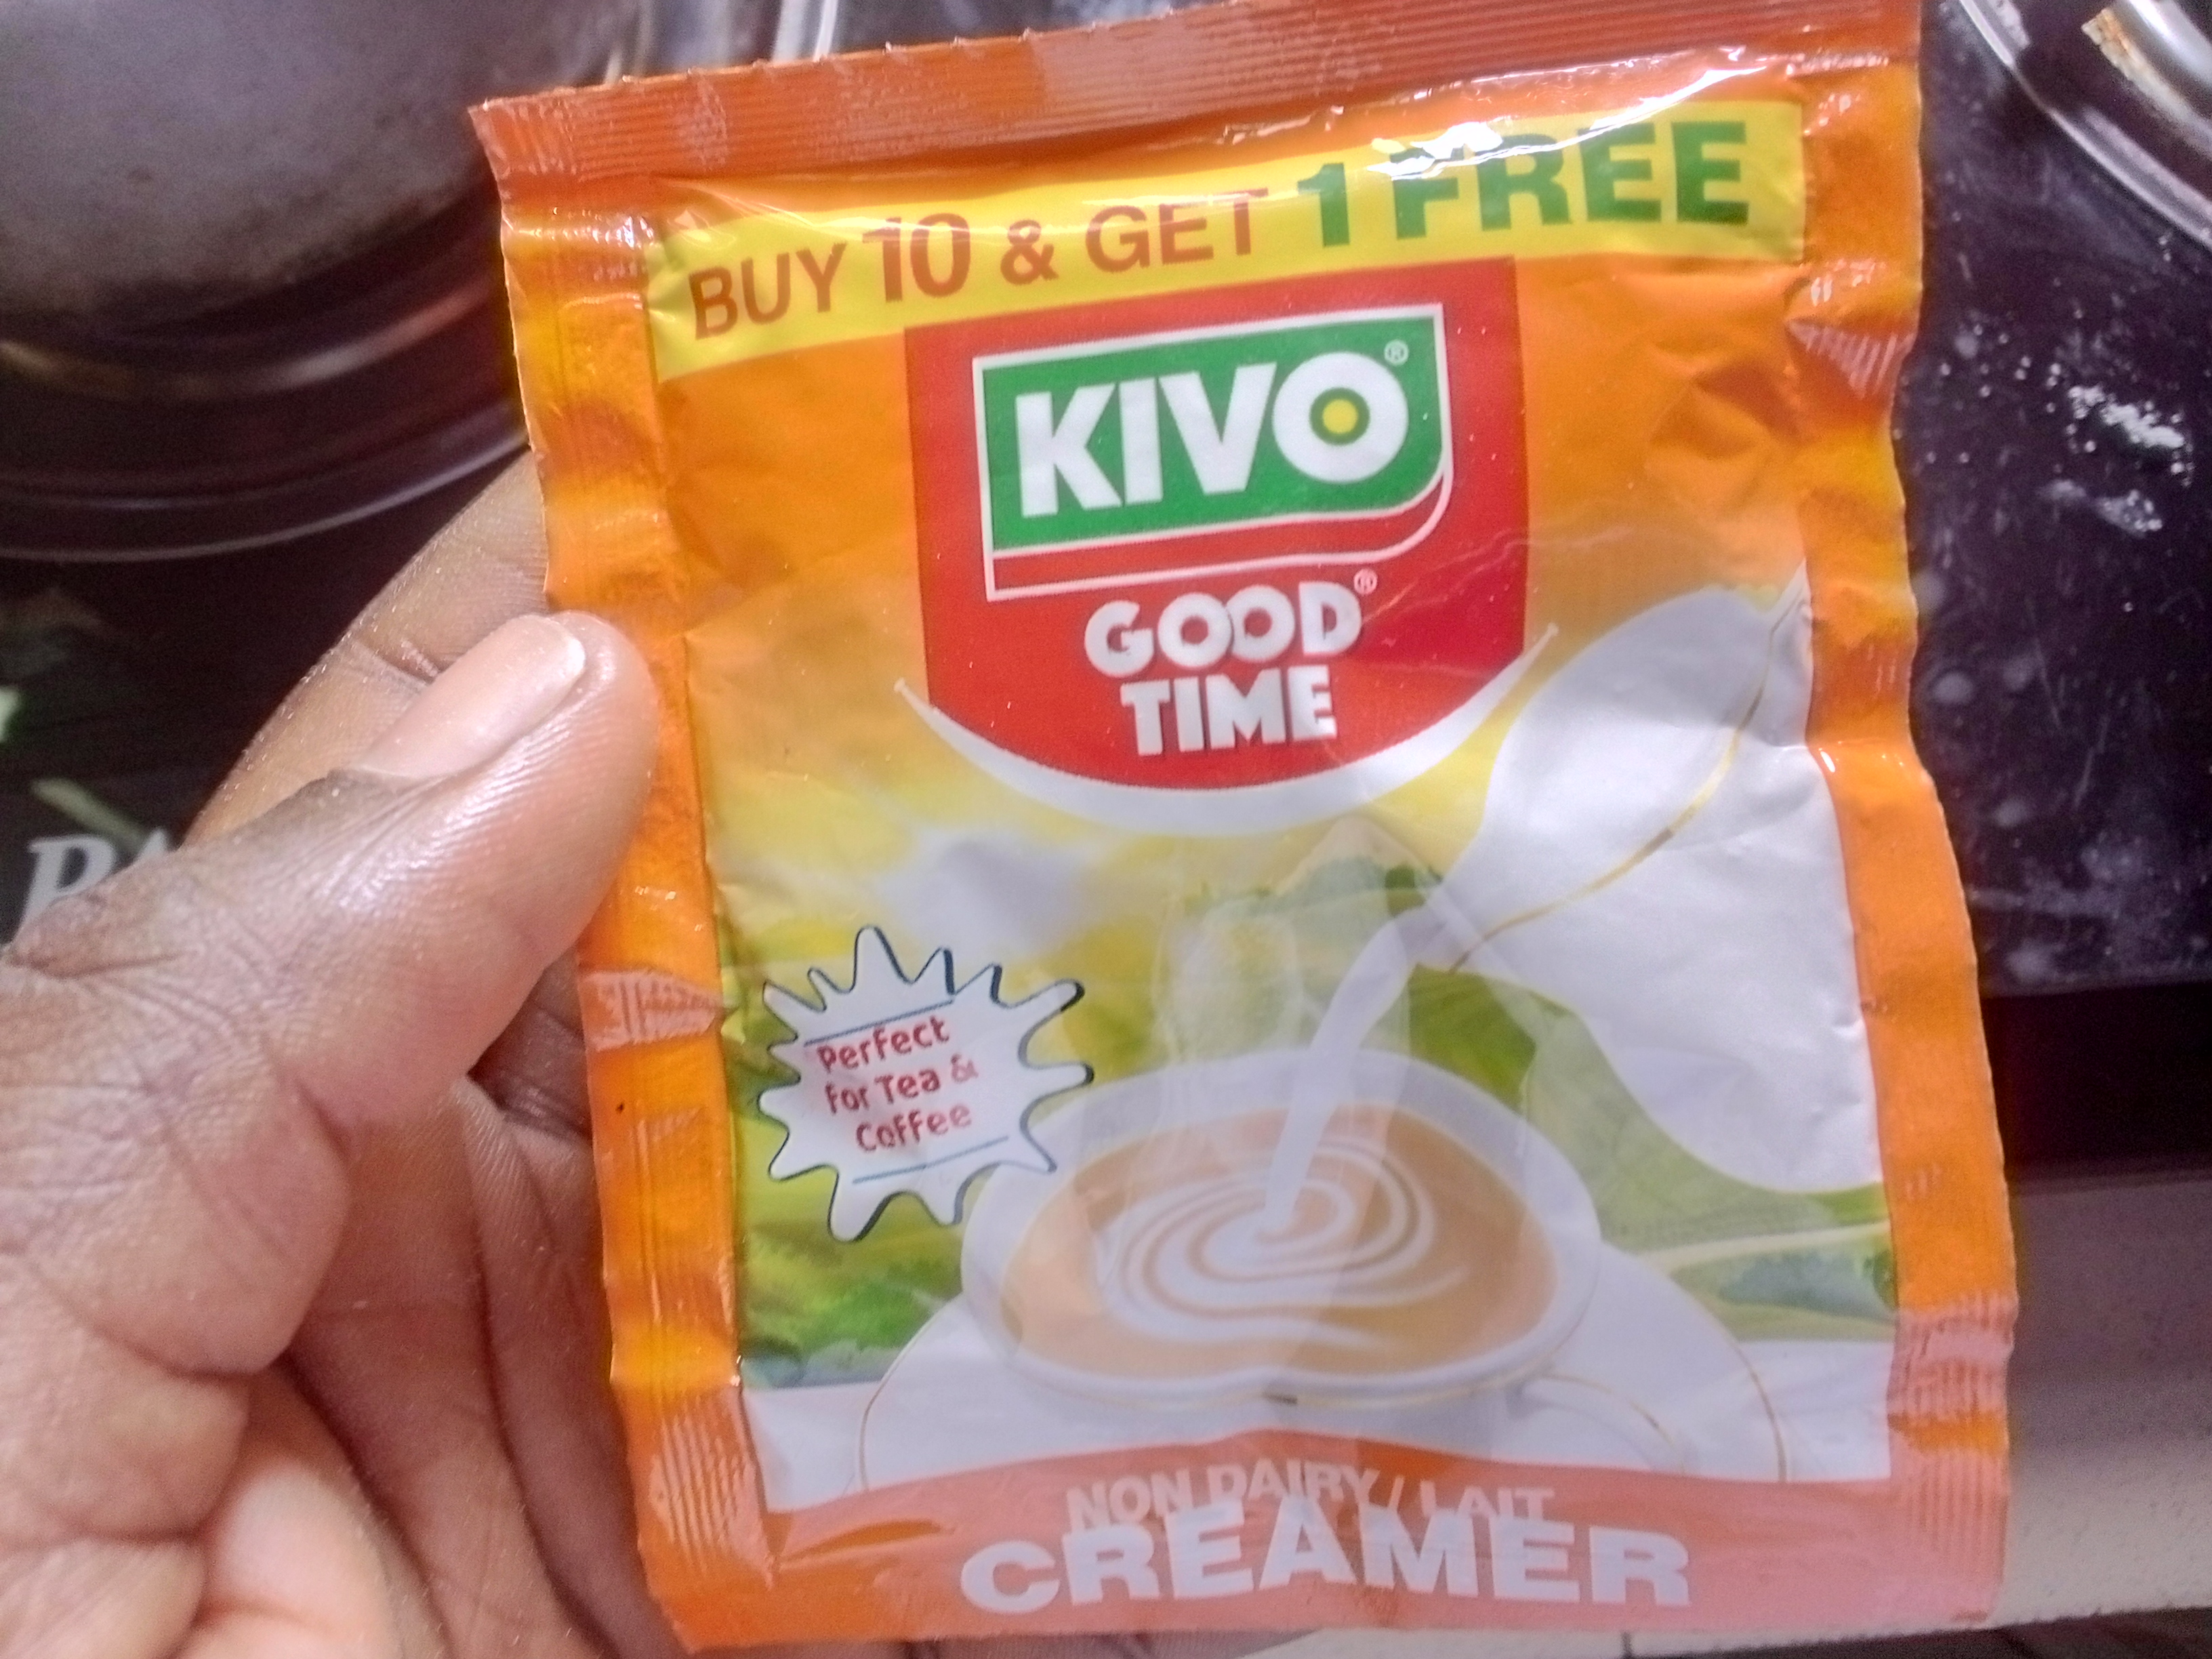 BUY 10 & GET 1 FREE
KIVO®
GOOD®
TIME
Perfect
for Tea &
Coffee
NON DAIRY / LAIT
CREAMER